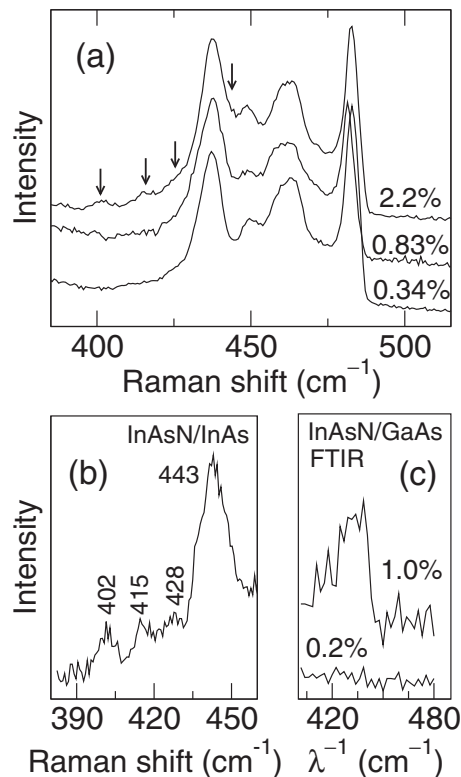 (a)
Intensity
2.2%
0.83%
0.34%
400 450 500
Raman shift (cm⁻¹)
InAsN/InAs
(b)
443
402
415
428
Intensity
390 420 450
Raman shift (cm⁻¹)
InAsN/GaAs
FTIR
(c)
1.0%
0.2%
420 480
λ⁻¹ (cm⁻¹)